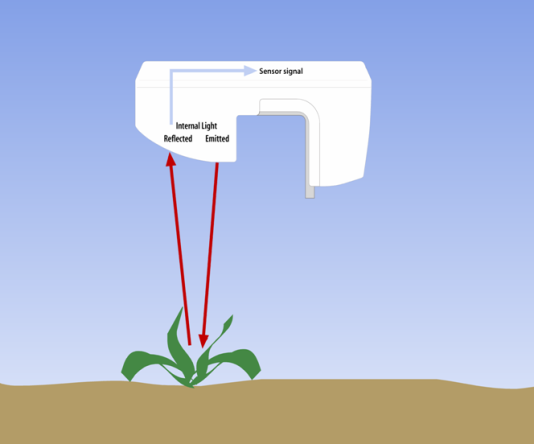 Sensor signal
Internal Light
Reflected Emitted